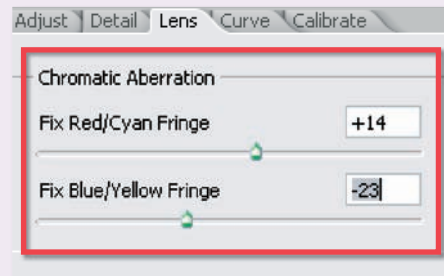 Adjust Detail Lens Curve Calibrate
Chromatic Aberration
Fix Red/Cyan Fringe +14
Fix Blue/Yellow Fringe -23